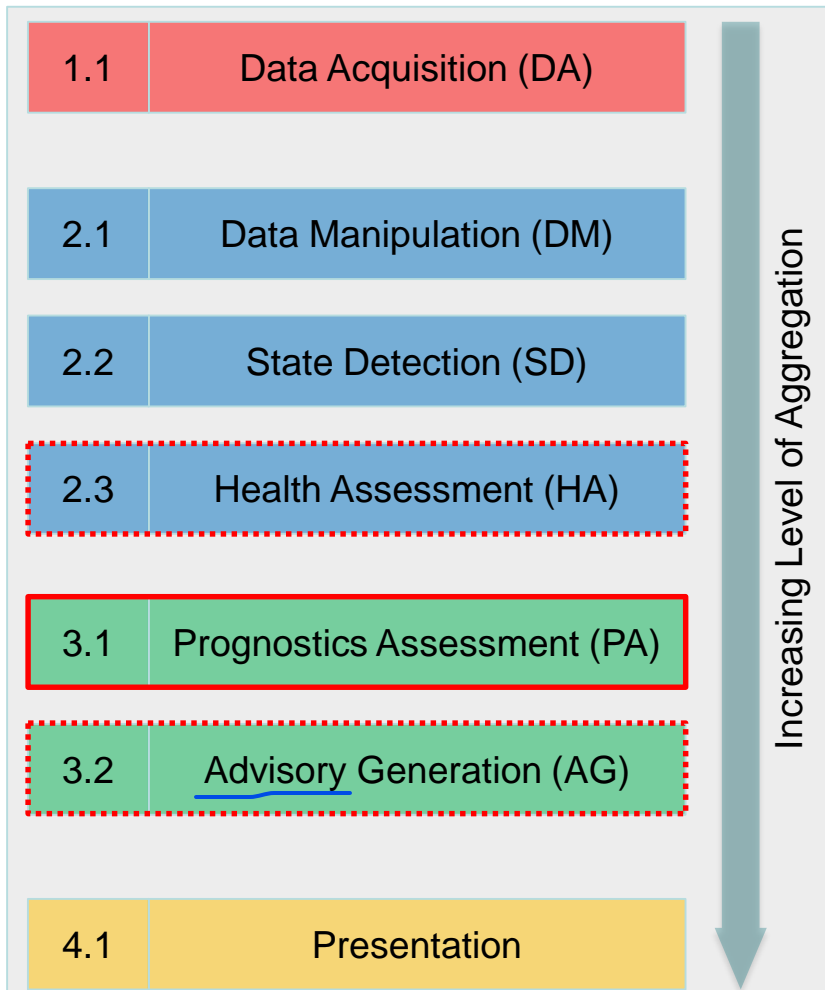 1.1 Data Acquisition (DA)
2.1 Data Manipulation (DM)
2.2 State Detection (SD)
2.3 Health Assessment (HA)
3.1 Prognostics Assessment (PA)
3.2 Advisory Generation (AG)
4.1 Presentation
Increasing Level of Aggregation